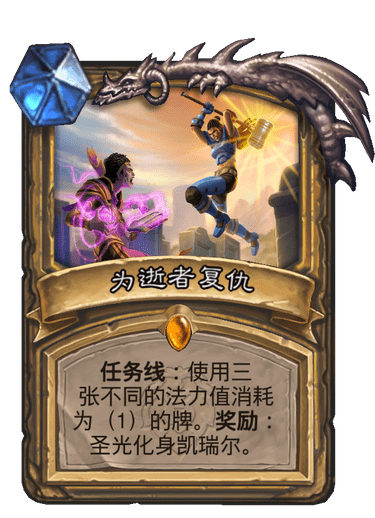 为逝者复仇
任务线：使用三
张不同的法力值消耗
为（1）的牌。奖励：
圣光化身凯瑞尔。